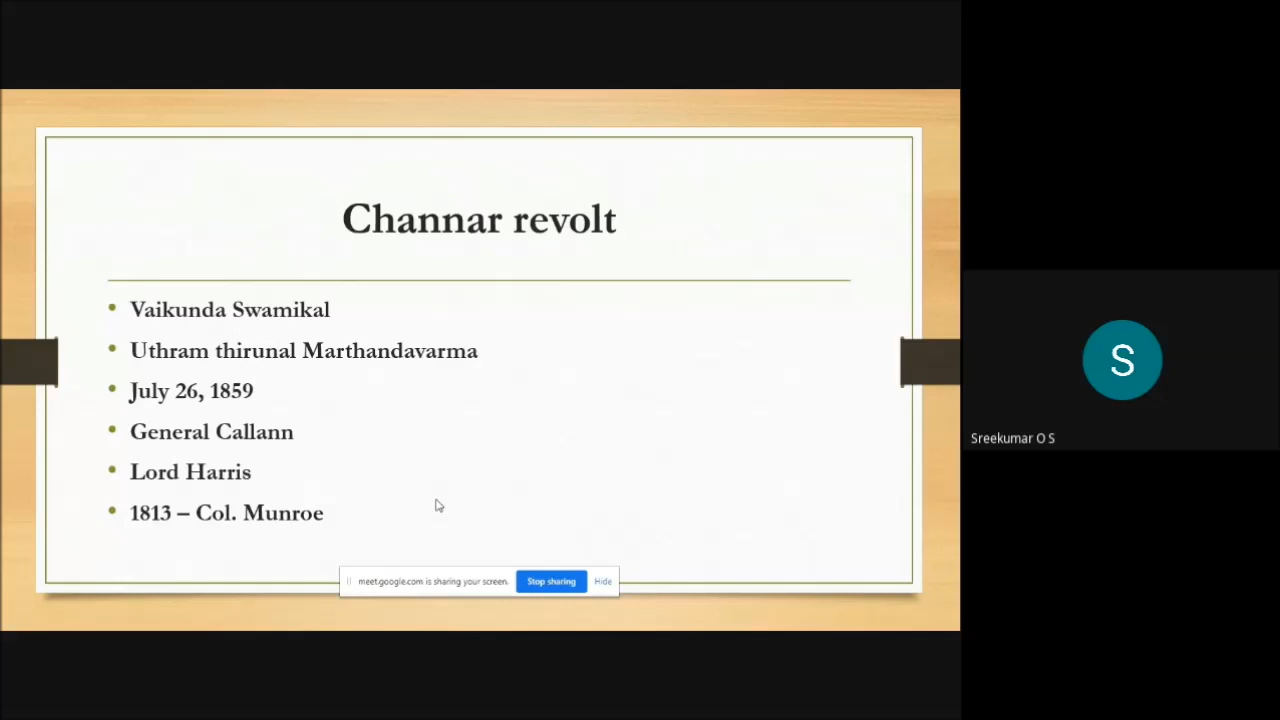 Channar revolt
Vaikunda Swamikal
Uthram thirunal Marthandavarma
July 26, 1859
General Callann
Lord Harris
1813 – Col. Munroe
meet.google.com is sharing your screen. Stop sharing Hide
S
Sreekumar O S